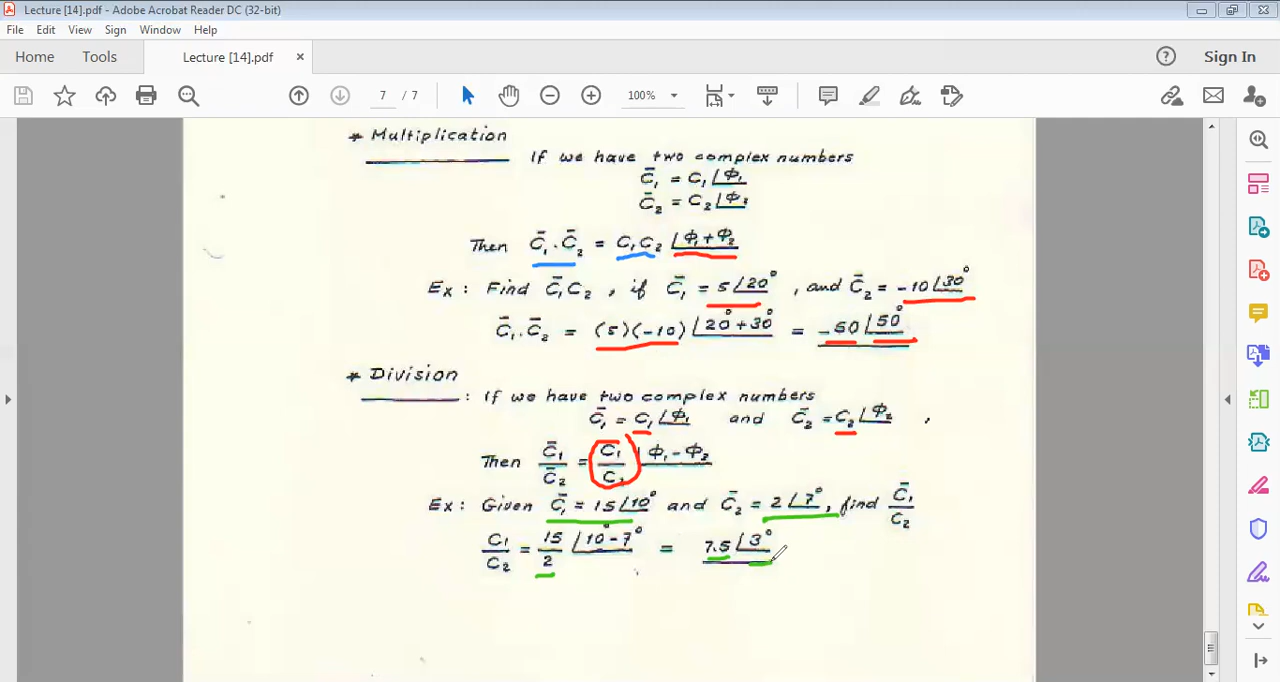 Lecture [14].pdf - Adobe Acrobat Reader DC (32-bit)
File Edit View Sign Window Help
Home Tools Lecture [14].pdf × Sign In
7 / 7 100%
* Multiplication
If we have two complex numbers
C̄₁ = C₁ ∠Φ₁
C̄₂ = C₂ ∠Φ₂
Then C̄₁ . C̄₂ = C₁ C₂ ∠Φ₁ + Φ₂
Ex : Find C̄₁ C₂ , if C̄₁ = 5 ∠20° , and C̄₂ = -10 ∠30°
C̄₁ . C̄₂ = (5)(-10) ∠20° + 30° = -50 ∠50°
* Division : If we have two complex numbers
C̄₁ = C₁ ∠Φ₁ and C̄₂ = C₂ ∠Φ₂ ,
Then C̄₁ / C̄₂ = C₁ / C₂ ∠Φ₁ - Φ₂
Ex : Given C̄₁ = 15 ∠10° and C̄₂ = 2 ∠7° , find C̄₁ / C₂
C₁ / C₂ = 15 / 2 ∠10° - 7° = 7.5 ∠3°